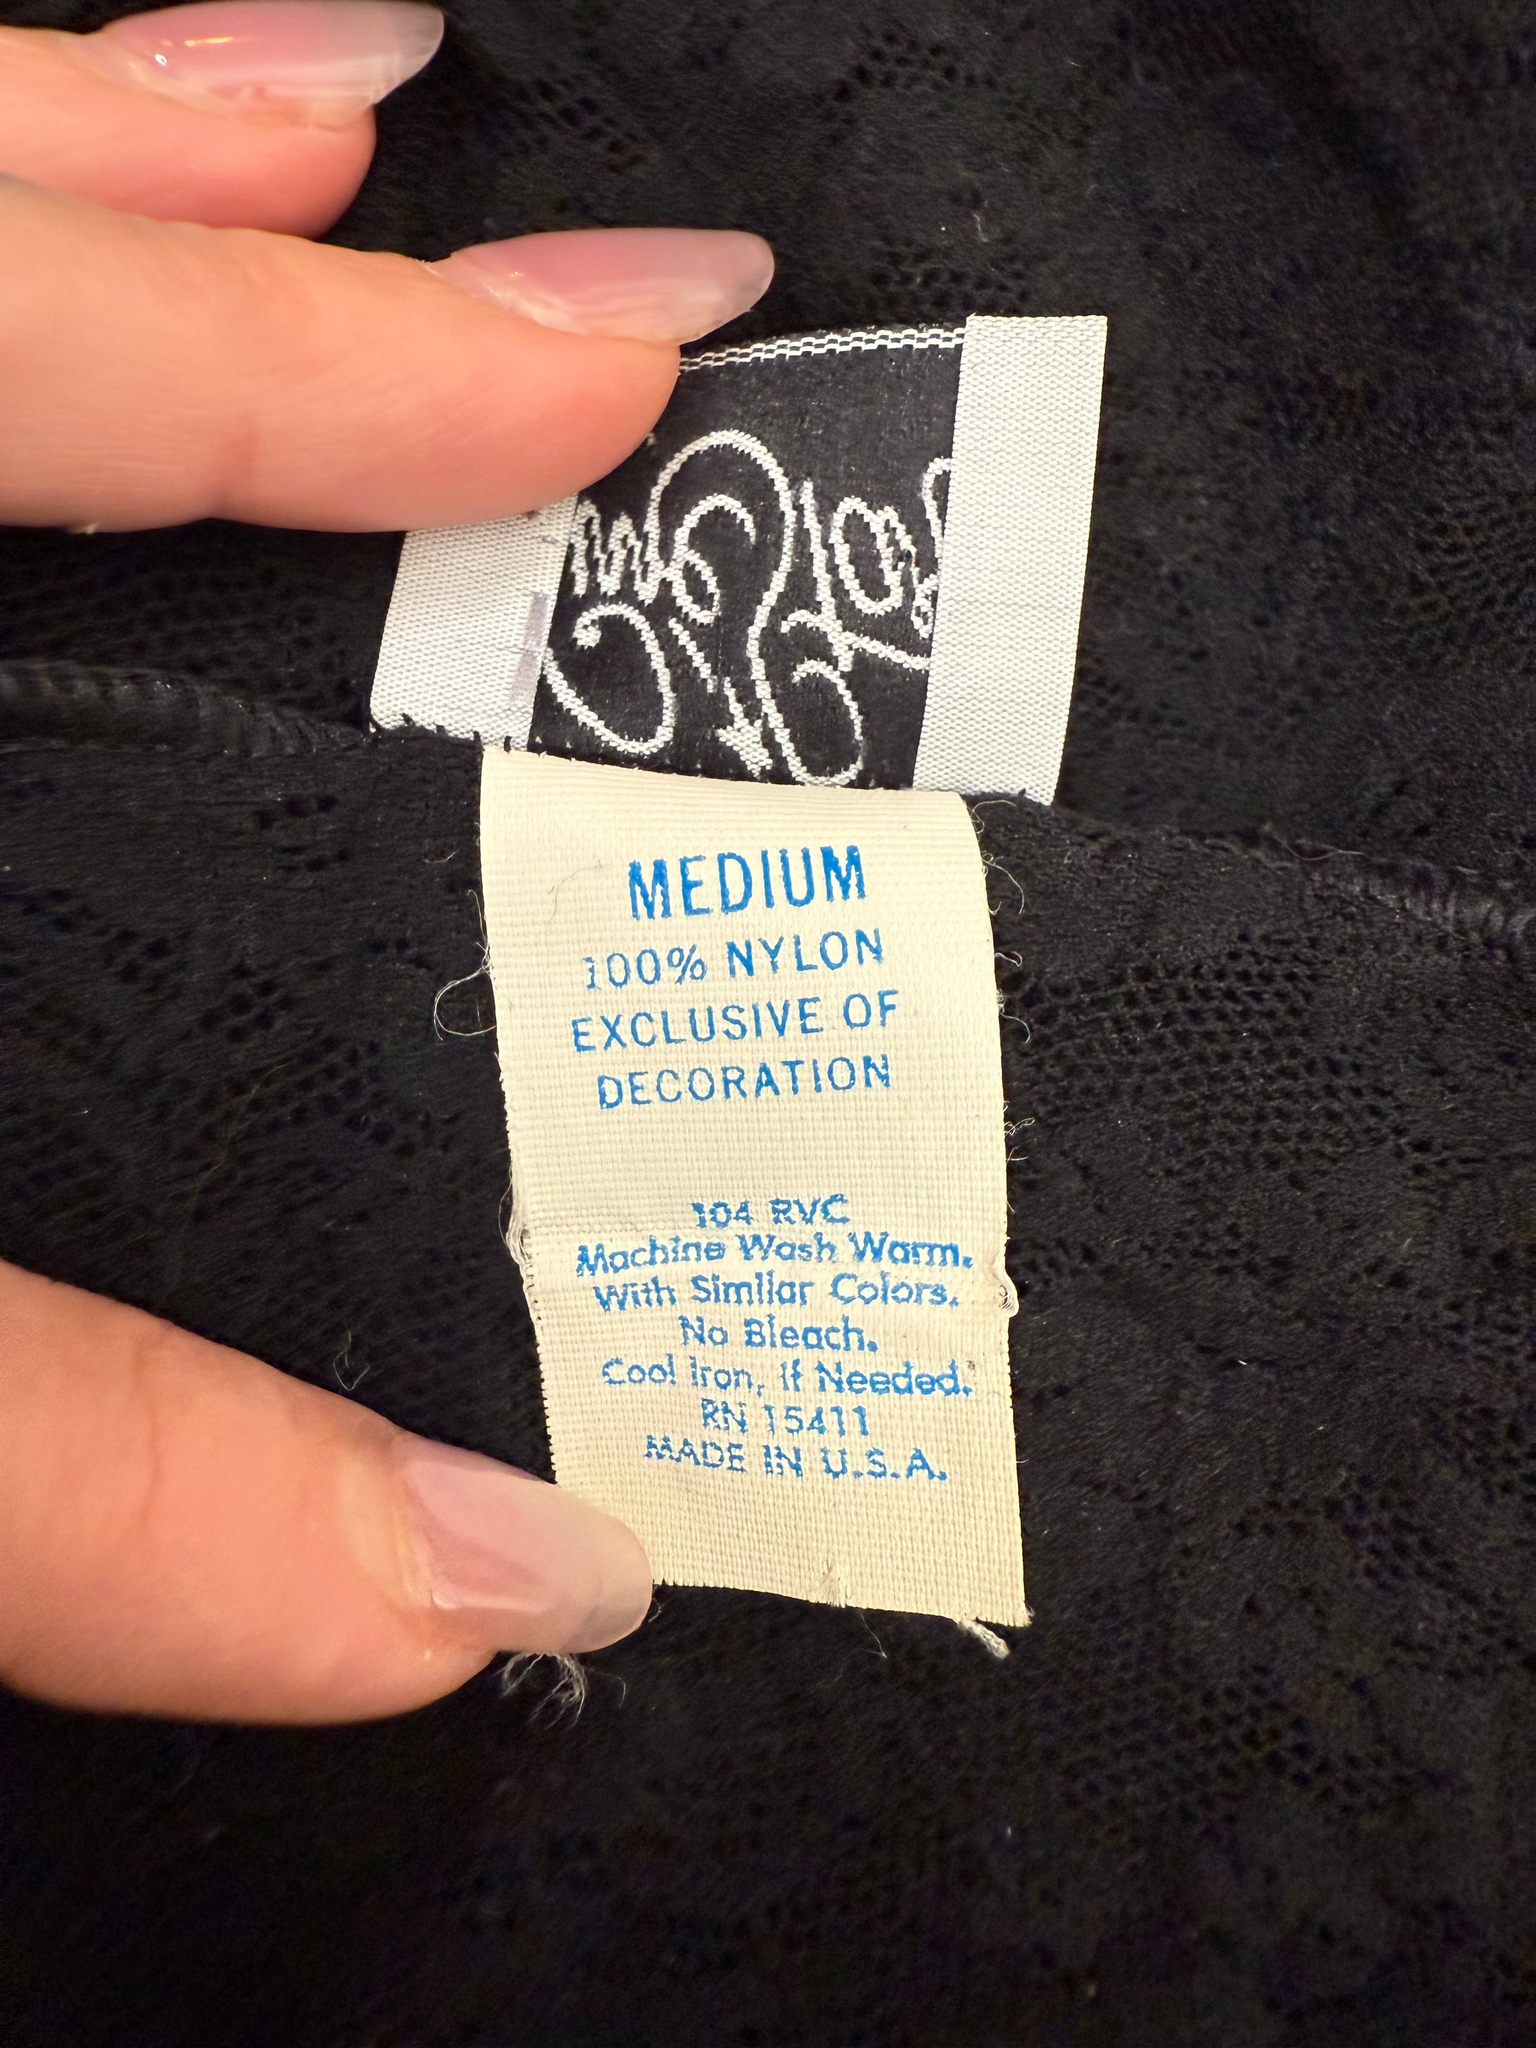 MEDIUM
100% NYLON
EXCLUSIVE OF
DECORATION
104 RVC
Machine Wash Warm.
With Similar Colors.
No Bleach.
Cool Iron, If Needed.
RN 15411
MADE IN U.S.A.